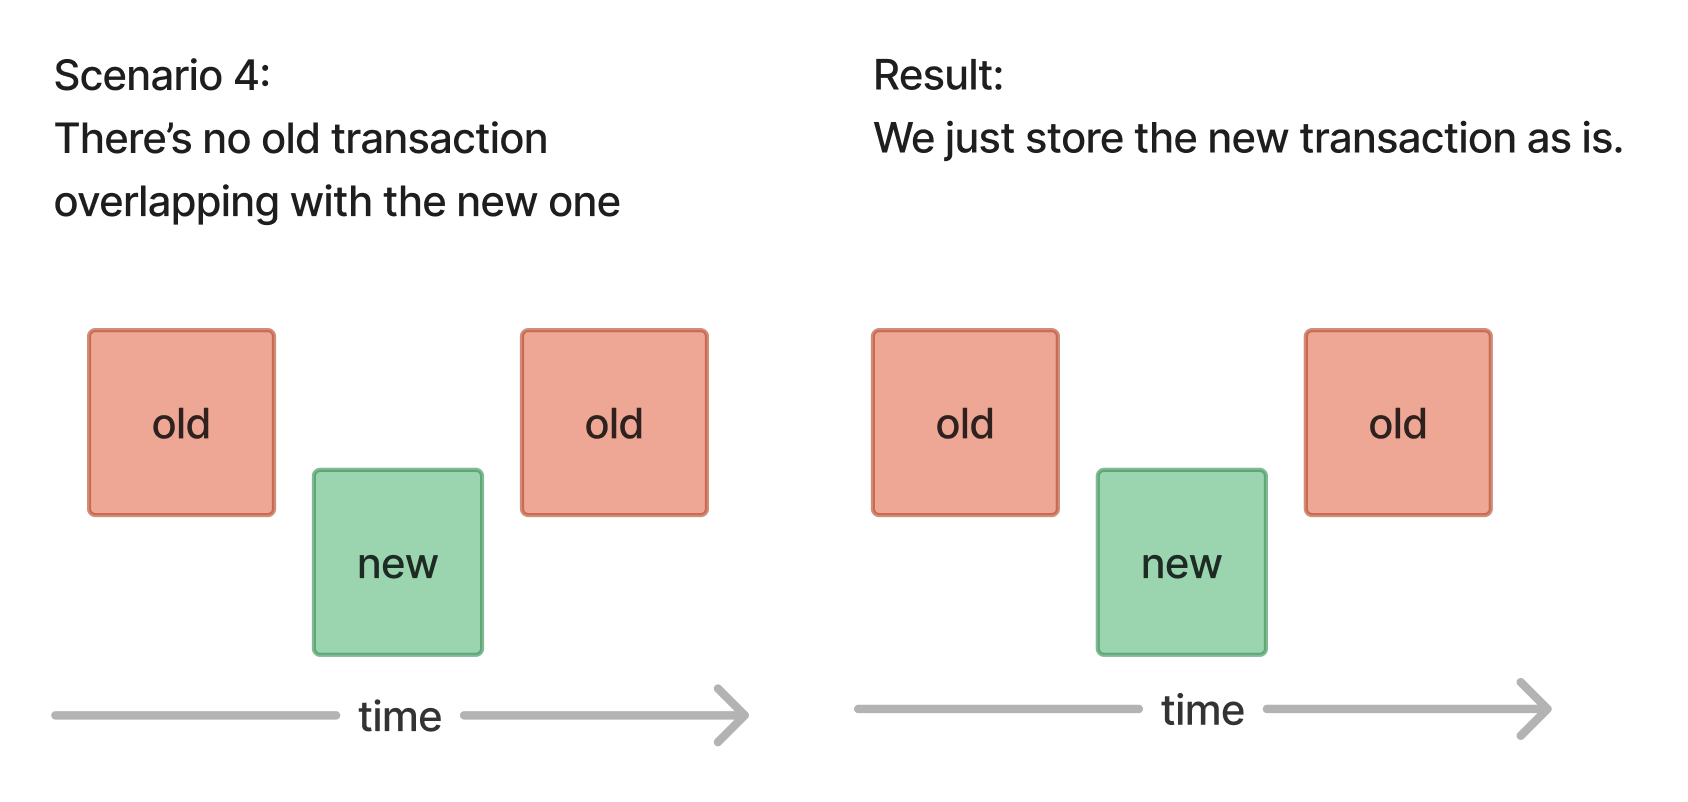 Scenario 4:
There’s no old transaction
overlapping with the new one
Result:
We just store the new transaction as is.
old
old
new
time
old
old
new
time